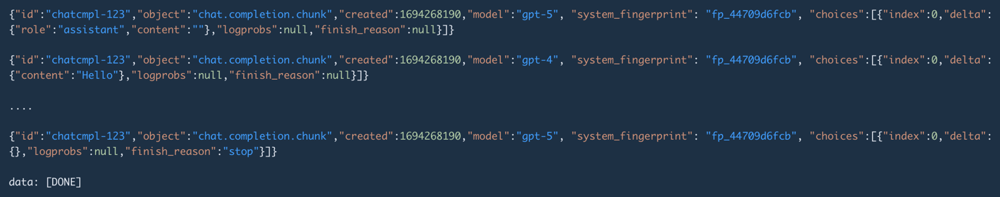 {"id":"chatcmpl-123","object":"chat.completion.chunk","created":1694268190,"model":"gpt-5", "system_fingerprint": "fp_44709d6fcb", "choices":[{"index":0,"delta":
{"role":"assistant","content":""},"logprobs":null,"finish_reason":null}]}
{"id":"chatcmpl-123","object":"chat.completion.chunk","created":1694268190,"model":"gpt-4", "system_fingerprint": "fp_44709d6fcb", "choices":[{"index":0,"delta":
{"content":"Hello"},"logprobs":null,"finish_reason":null}]}
....
{"id":"chatcmpl-123","object":"chat.completion.chunk","created":1694268190,"model":"gpt-5", "system_fingerprint": "fp_44709d6fcb", "choices":[{"index":0,"delta":
{},"logprobs":null,"finish_reason":"stop"}]}
data: [DONE]